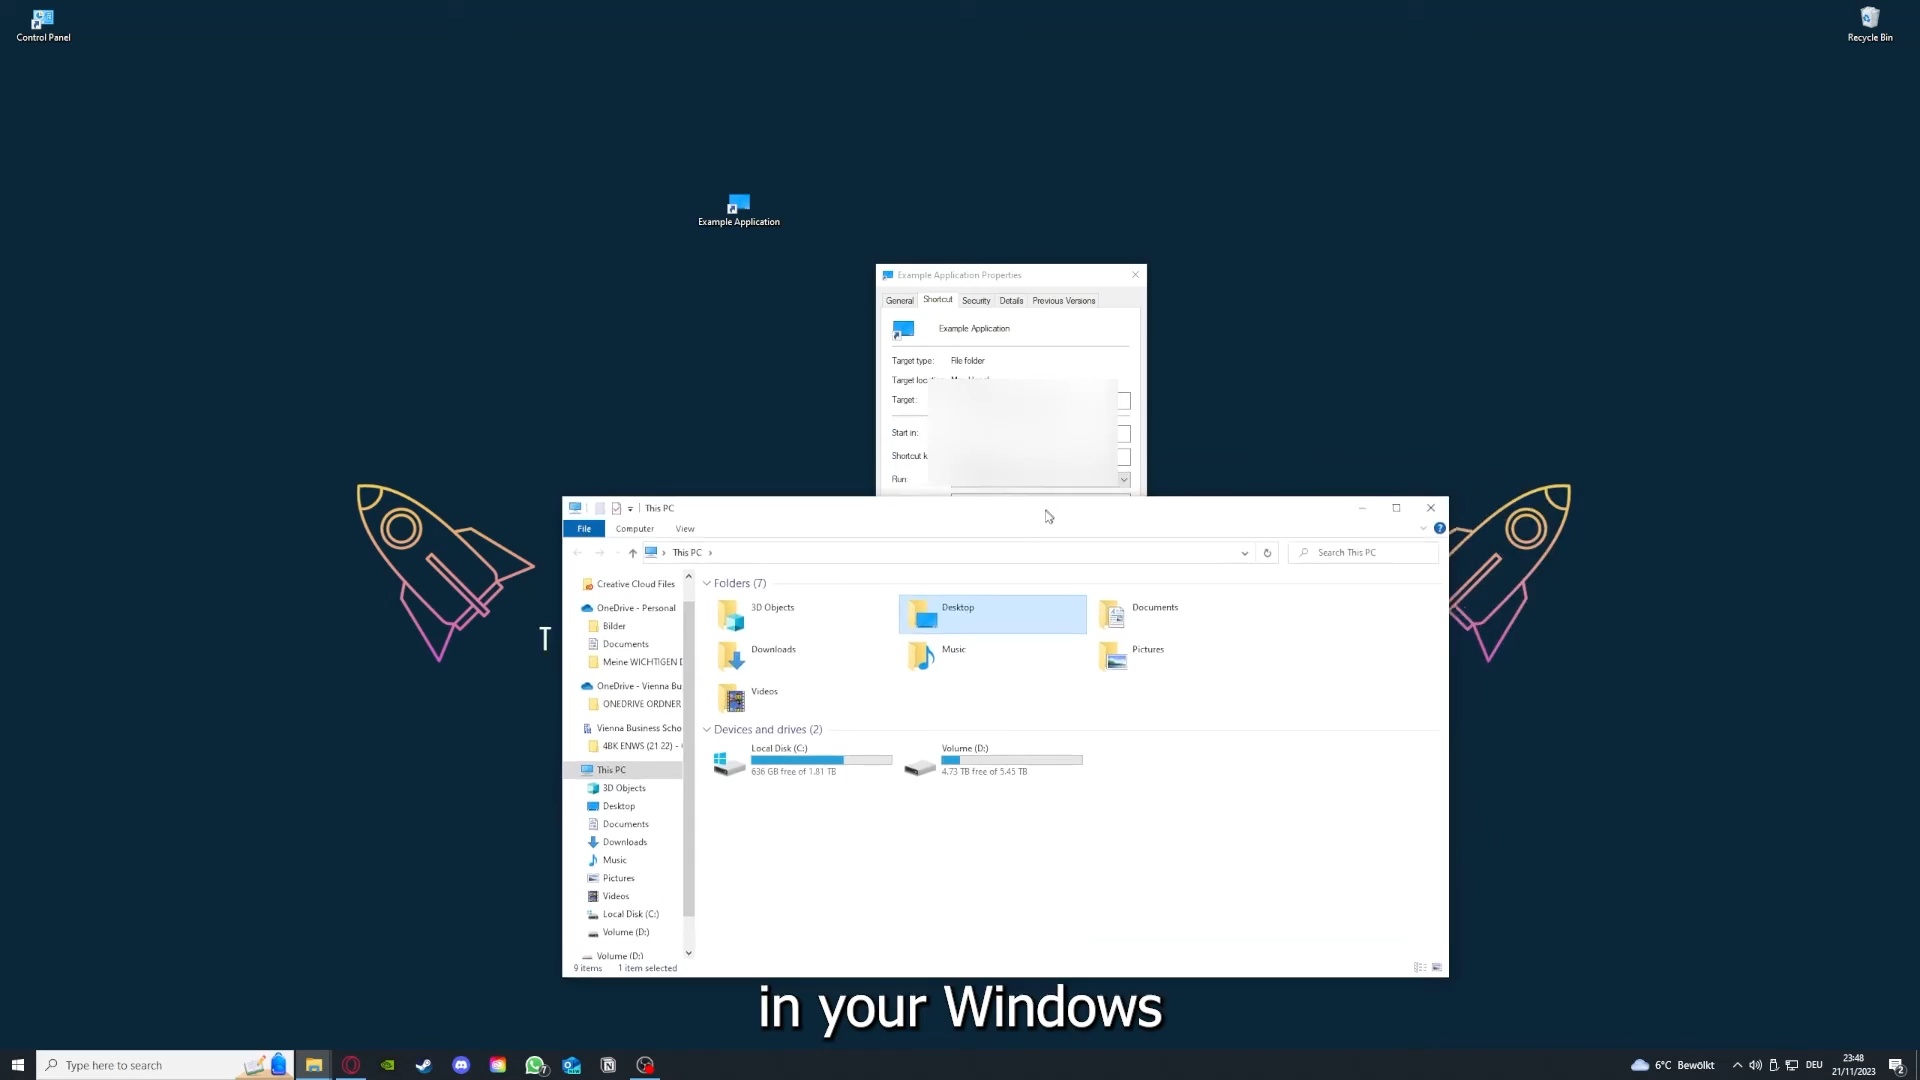 Control Panel
Recycle Bin
Example Application
Example Application Properties
General Shortcut Security Details Previous Versions
Example Application
Target type: File folder
Target
Target:
Start in:
Shortcut
Run:
This PC
File Computer View
This PC
Search This PC
Creative Cloud Files
OneDrive - Personal
Bilder
Documents
Meine WICHTIGEN
OneDrive - Vienna Bu
ONEDRIVE ORDNER
Vienna Business Scho
4BK ENWS (21 22) -
This PC
3D Objects
Desktop
Documents
Downloads
Music
Pictures
Videos
Local Disk (C:)
Volume (D:)
Volume (D:)
Folders (7)
3D Objects
Desktop
Documents
Downloads
Music
Pictures
Videos
Devices and drives (2)
Local Disk (C:)
636 GB free of 1.81 TB
Volume (D:)
4.73 TB free of 5.45 TB
9 items 1 item selected
T
in your Windows
Type here to search
7
6°C Bewölkt
DEU
23:48
21/11/2023
2